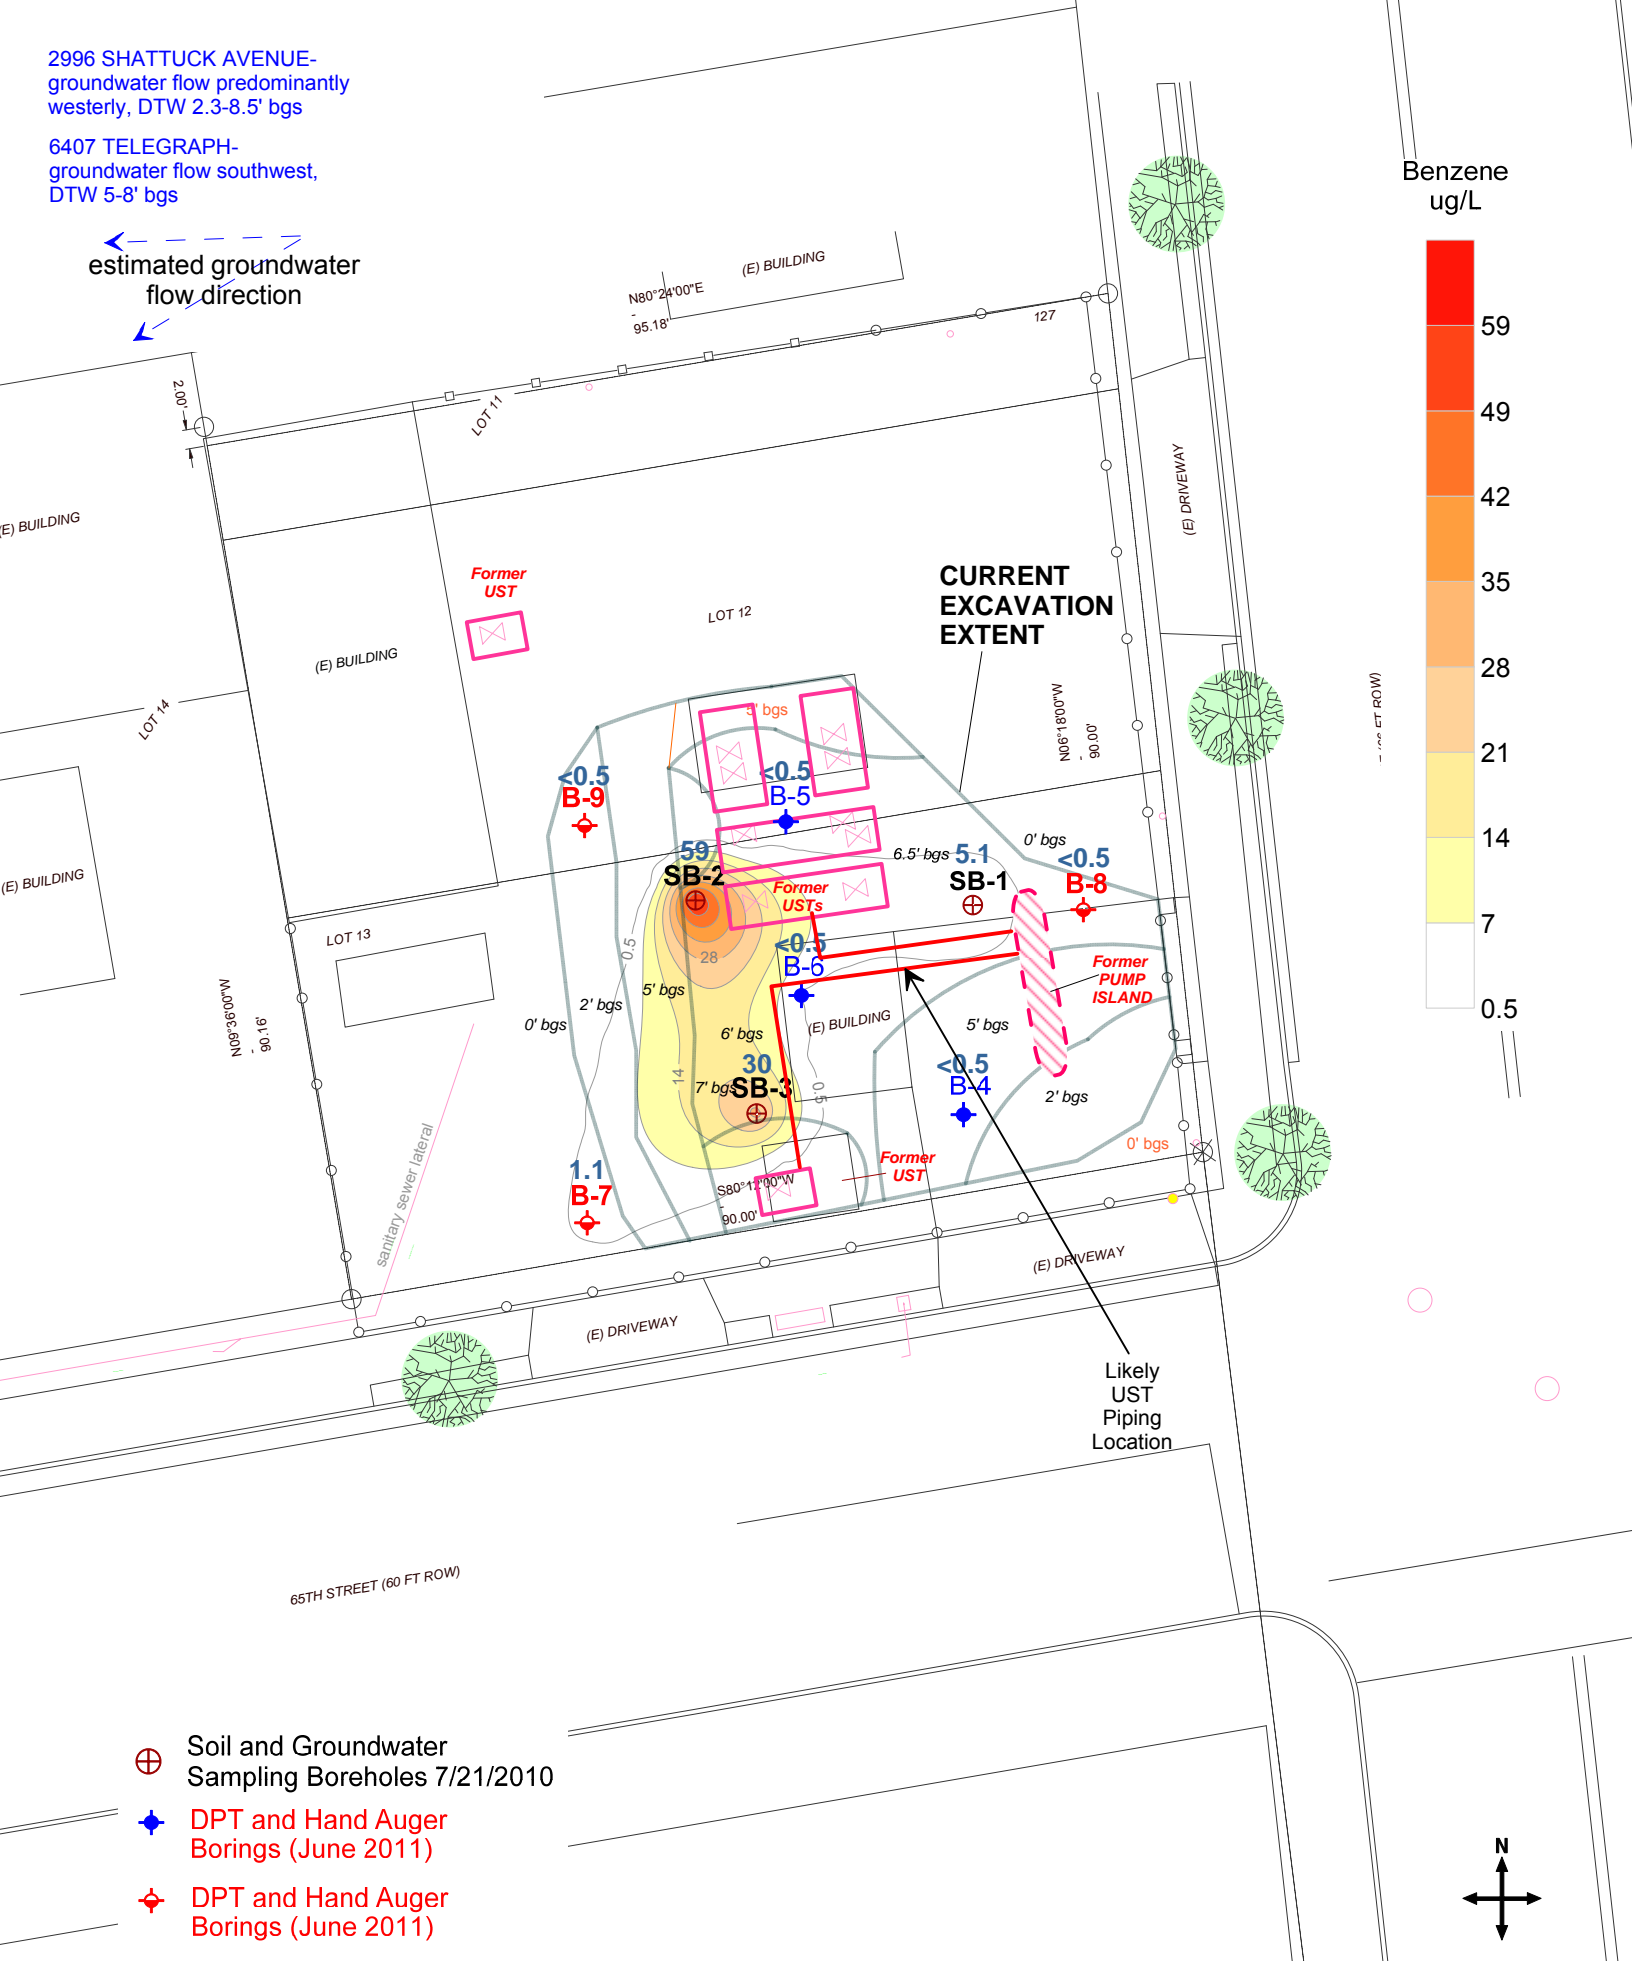 2996 SHATTUCK AVENUE-
groundwater flow predominantly
westerly, DTW 2.3-8.5' bgs
6407 TELEGRAPH-
groundwater flow southwest,
DTW 5-8' bgs
estimated groundwater
flow direction
Benzene
ug/L
59
49
42
35
28
21
14
7
0.5
(E) BUILDING
N80°24'00"E
-
95.18'
127
2.00'
LOT 11
(E) DRIVEWAY
(E) BUILDING
Former
UST
LOT 12
CURRENT
EXCAVATION
EXTENT
(E) BUILDING
LOT 14
N06°18'00"W
-
90.00'
5' bgs
<0.5
B-9
<0.5
B-5
0' bgs
6.5' bgs
5.1
SB-1
<0.5
B-8
59
SB-2
Former
USTs
(E) BUILDING
LOT 13
0.5
28
<0.5
B-6
Former
PUMP
ISLAND
N09°36'00"W
-
90.16'
5' bgs
2' bgs
0' bgs
6' bgs
(E) BUILDING
5' bgs
30
SB-3
7' bgs
14
0.5
<0.5
B-4
2' bgs
0' bgs
sanitary sewer lateral
1.1
B-7
Former
UST
S80°12'00"W
-
90.00'
(E) DRIVEWAY
(E) DRIVEWAY
Likely
UST
Piping
Location
65TH STREET (60 FT ROW)
Soil and Groundwater
Sampling Boreholes 7/21/2010
DPT and Hand Auger
Borings (June 2011)
DPT and Hand Auger
Borings (June 2011)
N